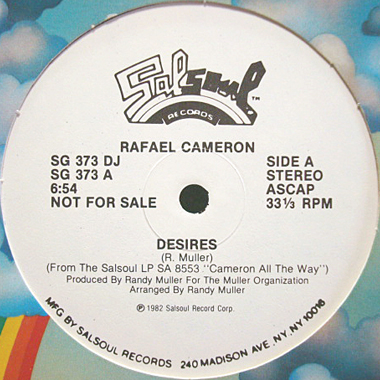 Salsoul TM
RECORDS
RAFAEL CAMERON
SG 373 DJ
SG 373 A
6:54
NOT FOR SALE
SIDE A
STEREO
ASCAP
33⅓ RPM
DESIRES
(R. Muller)
(From The Salsoul LP SA 8553 "Cameron All The Way")
Produced By Randy Muller For The Muller Organization
Arranged By Randy Muller
℗ 1982 Salsoul Record Corp.
MFG BY SALSOUL RECORDS 240 MADISON AVE. NY. NY 10016